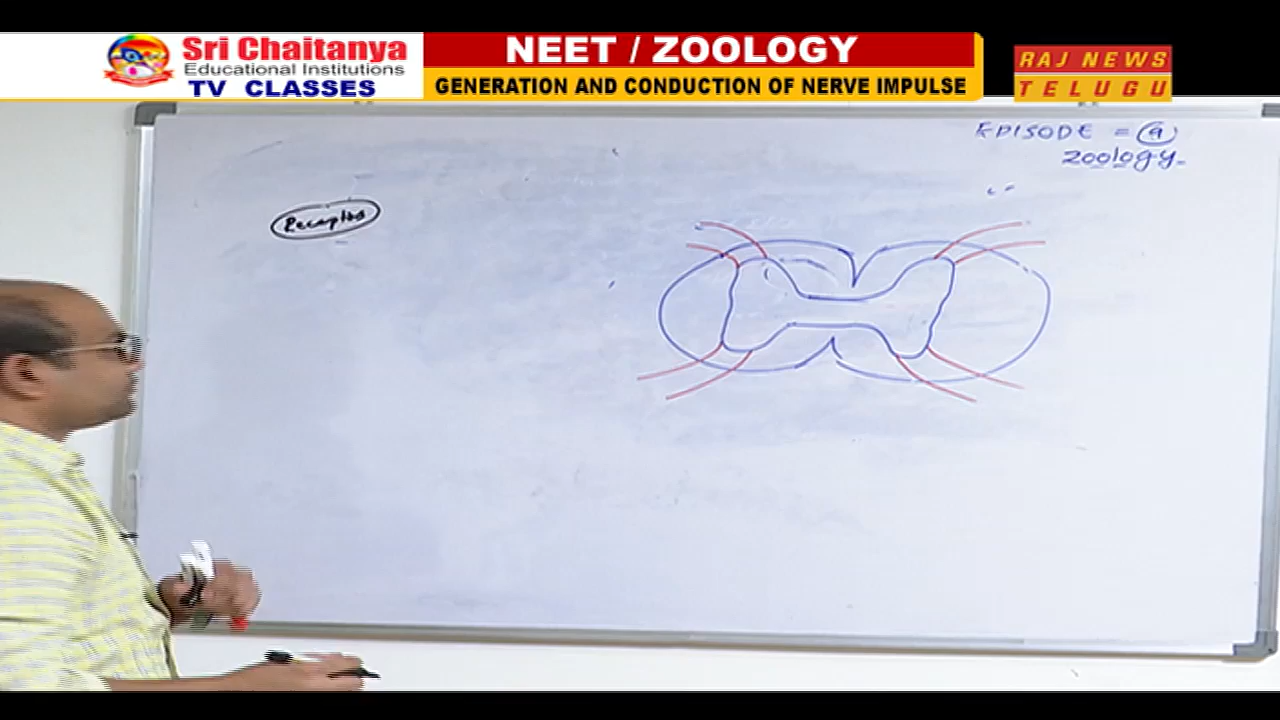 Sri Chaitanya
Educational Institutions
TV CLASSES
NEET / ZOOLOGY
GENERATION AND CONDUCTION OF NERVE IMPULSE
RAJ NEWS
TELUGU
EPISODE = 9
Zoology
Receptor